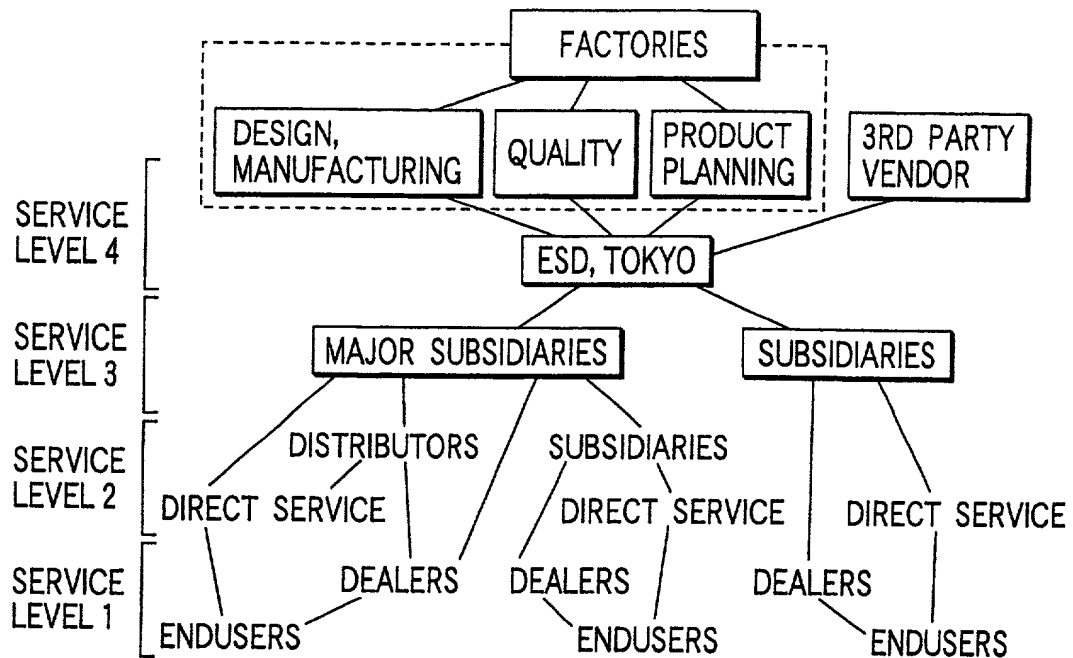 FACTORIES
DESIGN,
MANUFACTURING
QUALITY
PRODUCT
PLANNING
3RD PARTY
VENDOR
SERVICE
LEVEL 4
ESD, TOKYO
SERVICE
LEVEL 3
MAJOR SUBSIDIARIES
SUBSIDIARIES
SERVICE
LEVEL 2
DISTRIBUTORS
SUBSIDIARIES
DIRECT SERVICE
DIRECT SERVICE
DIRECT SERVICE
SERVICE
LEVEL 1
DEALERS
DEALERS
DEALERS
ENDUSERS
ENDUSERS
ENDUSERS